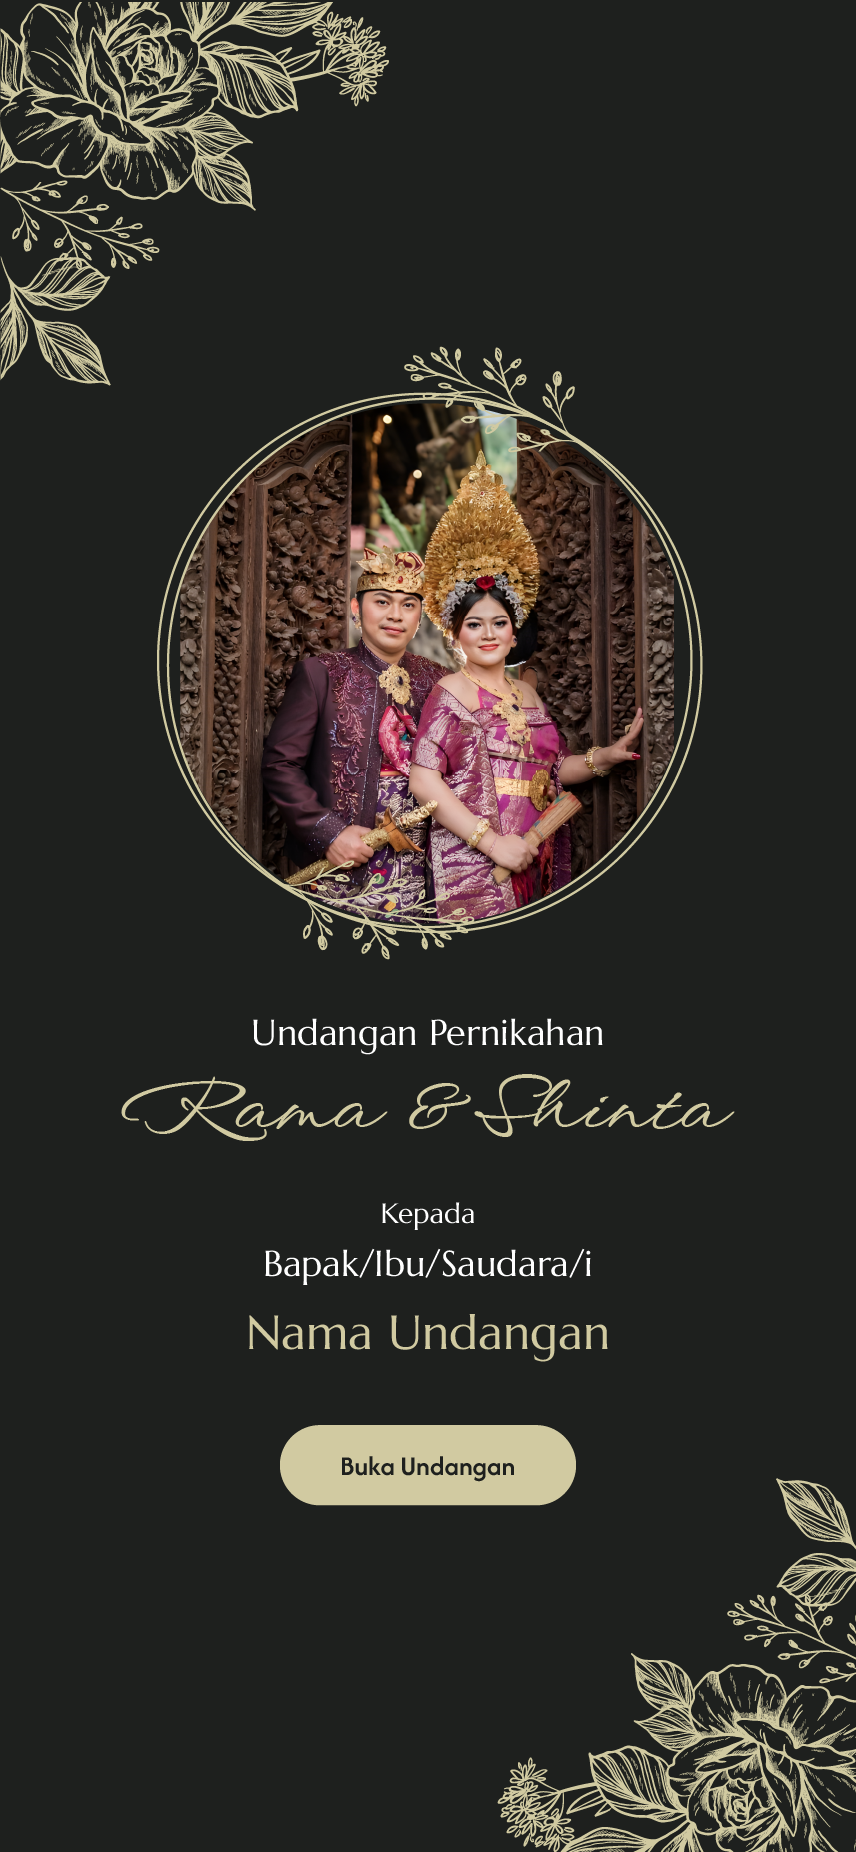 Undangan Pernikahan
Rama & Shinta
Kepada
Bapak/Ibu/Saudara/i
Nama Undangan
Buka Undangan